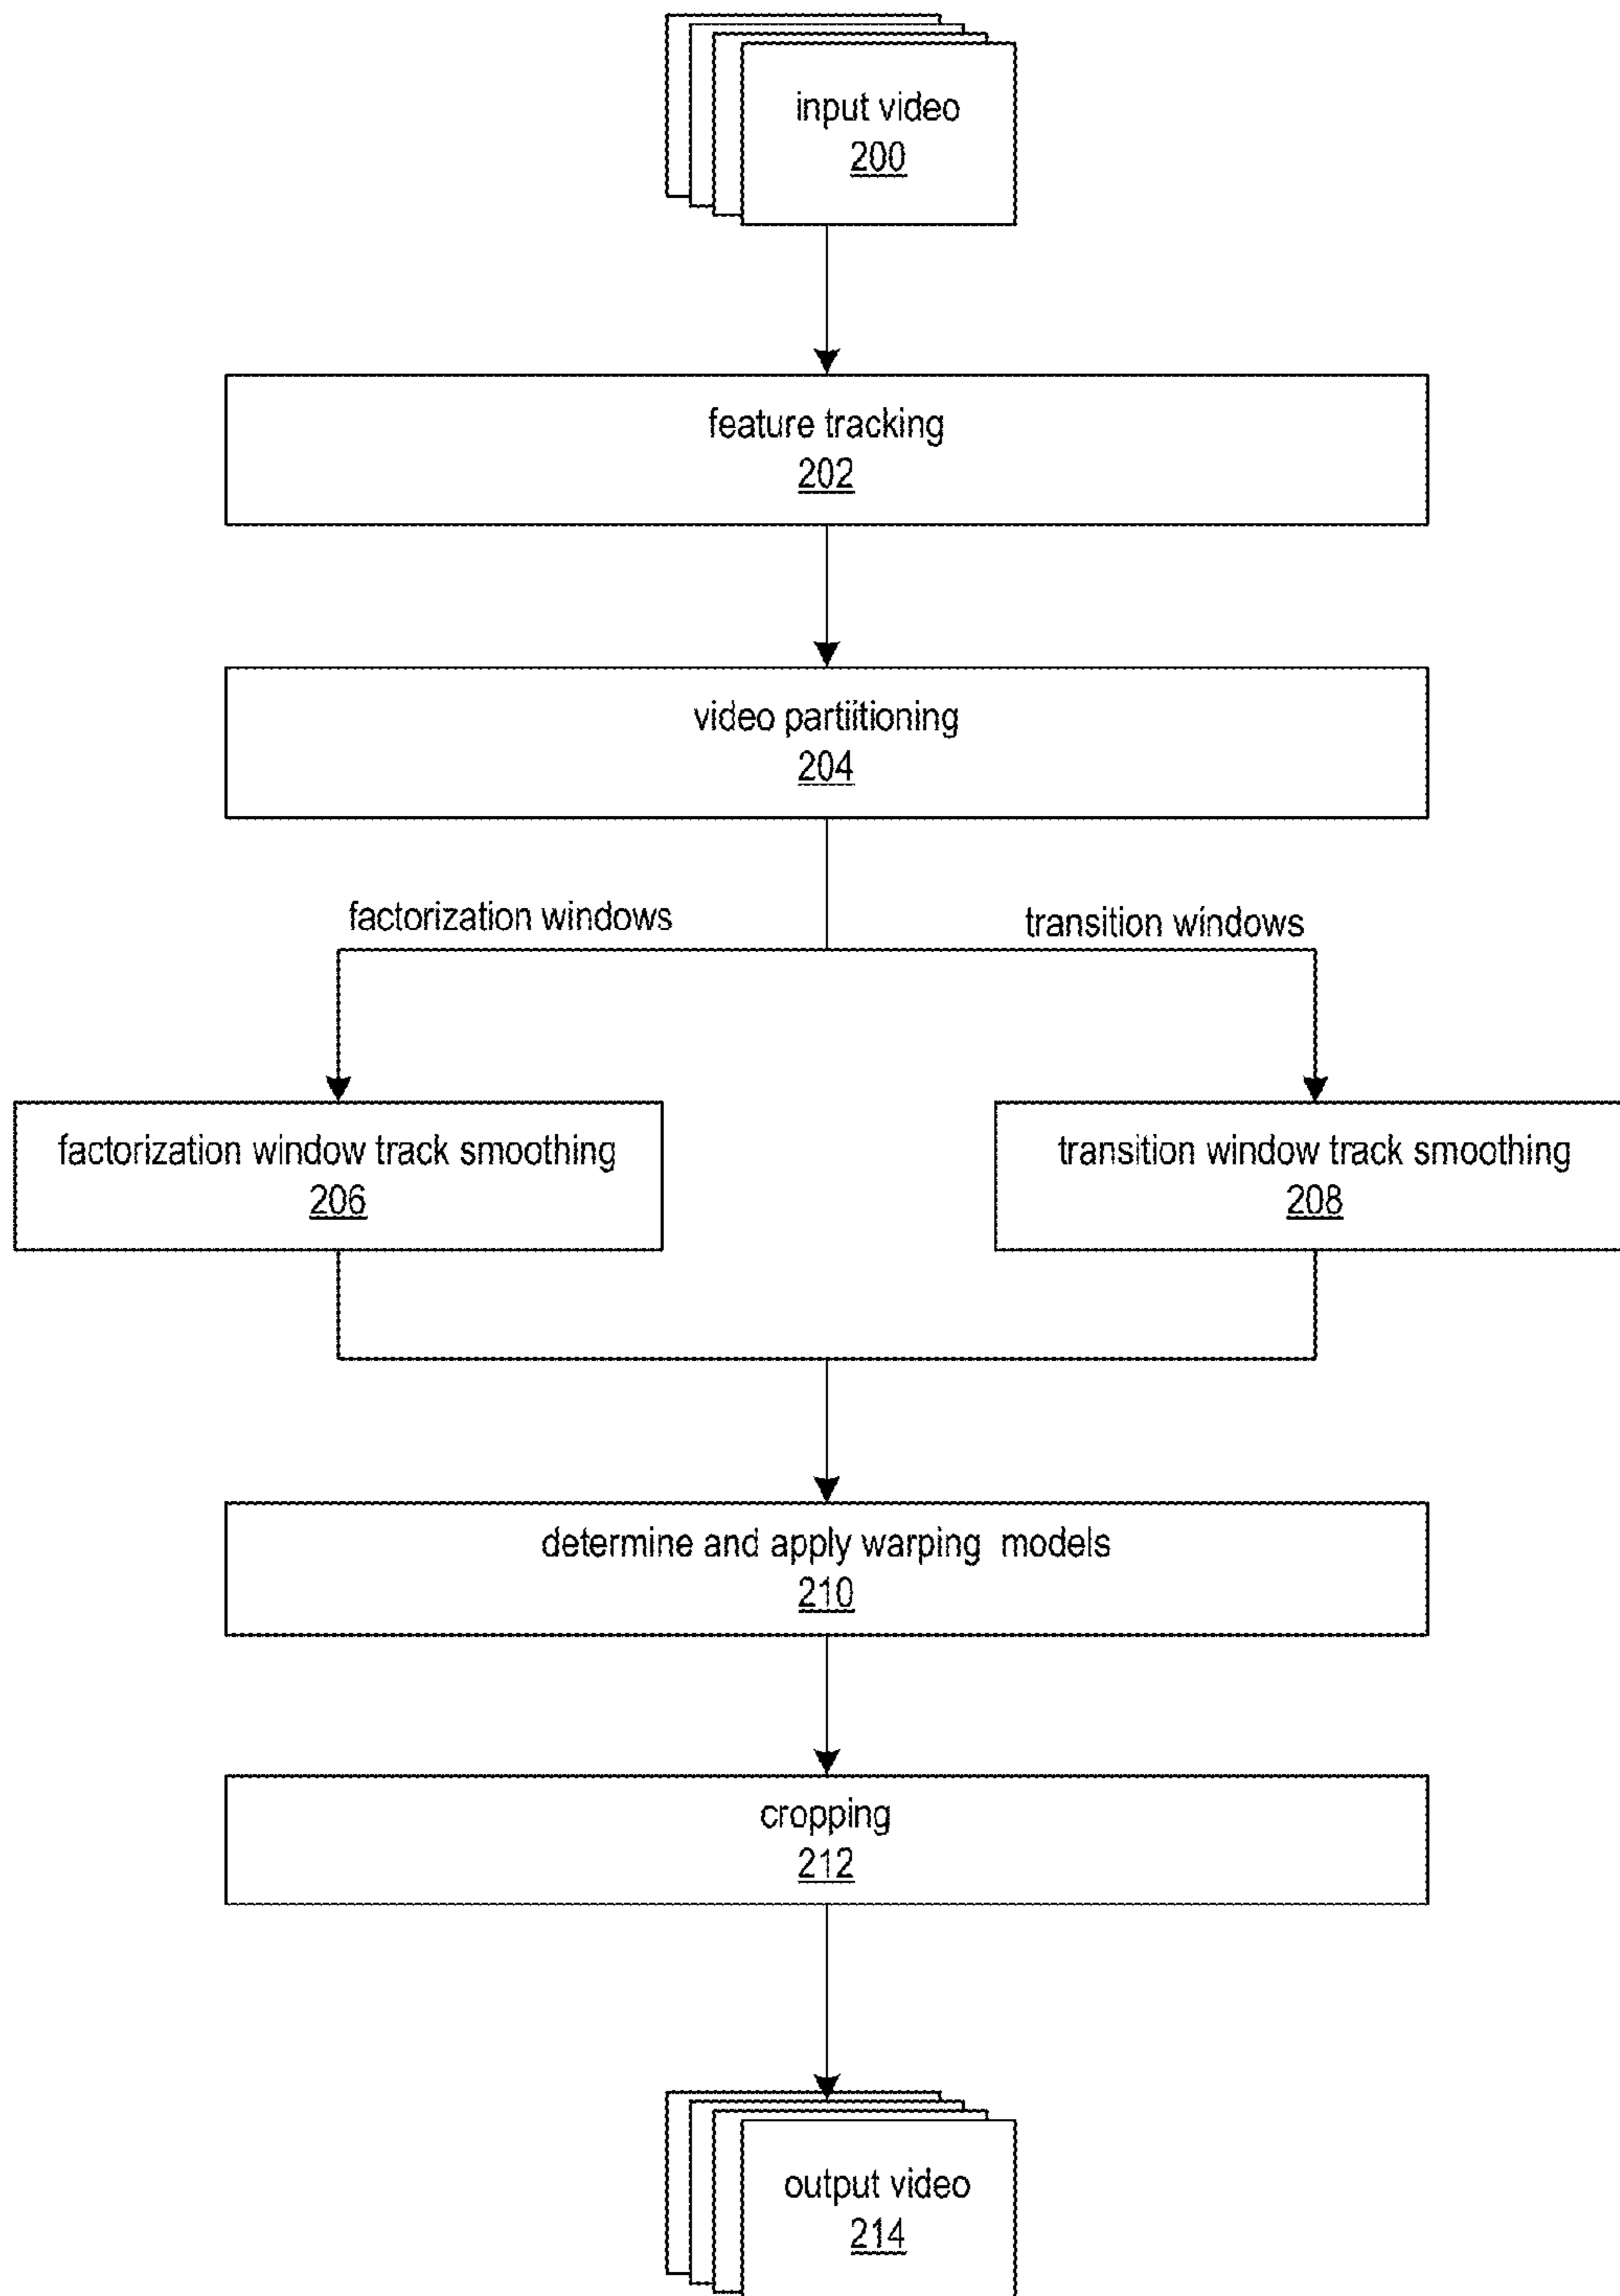 input video
200
feature tracking
202
video partiitioning
204
factorization windows
transition windows
factorization window track smoothing
206
transition window track smoothing
208
determine and apply warping models
210
cropping
212
output video
214